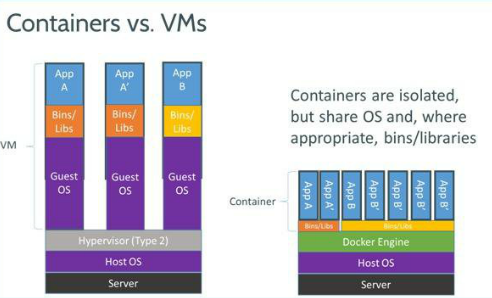 Containers vs. VMs
App
A
App
A'
App
B
Bins/
Libs
Bins/
Libs
Bins/
Libs
VM
Guest
OS
Guest
OS
Guest
OS
Hypervisor (Type 2)
Host OS
Server
Containers are isolated,
but share OS and, where
appropriate, bins/libraries
Container
App A
App A'
App B
App B'
App B'
App B'
App B'
Bins/Libs
Bins/Libs
Docker Engine
Host OS
Server